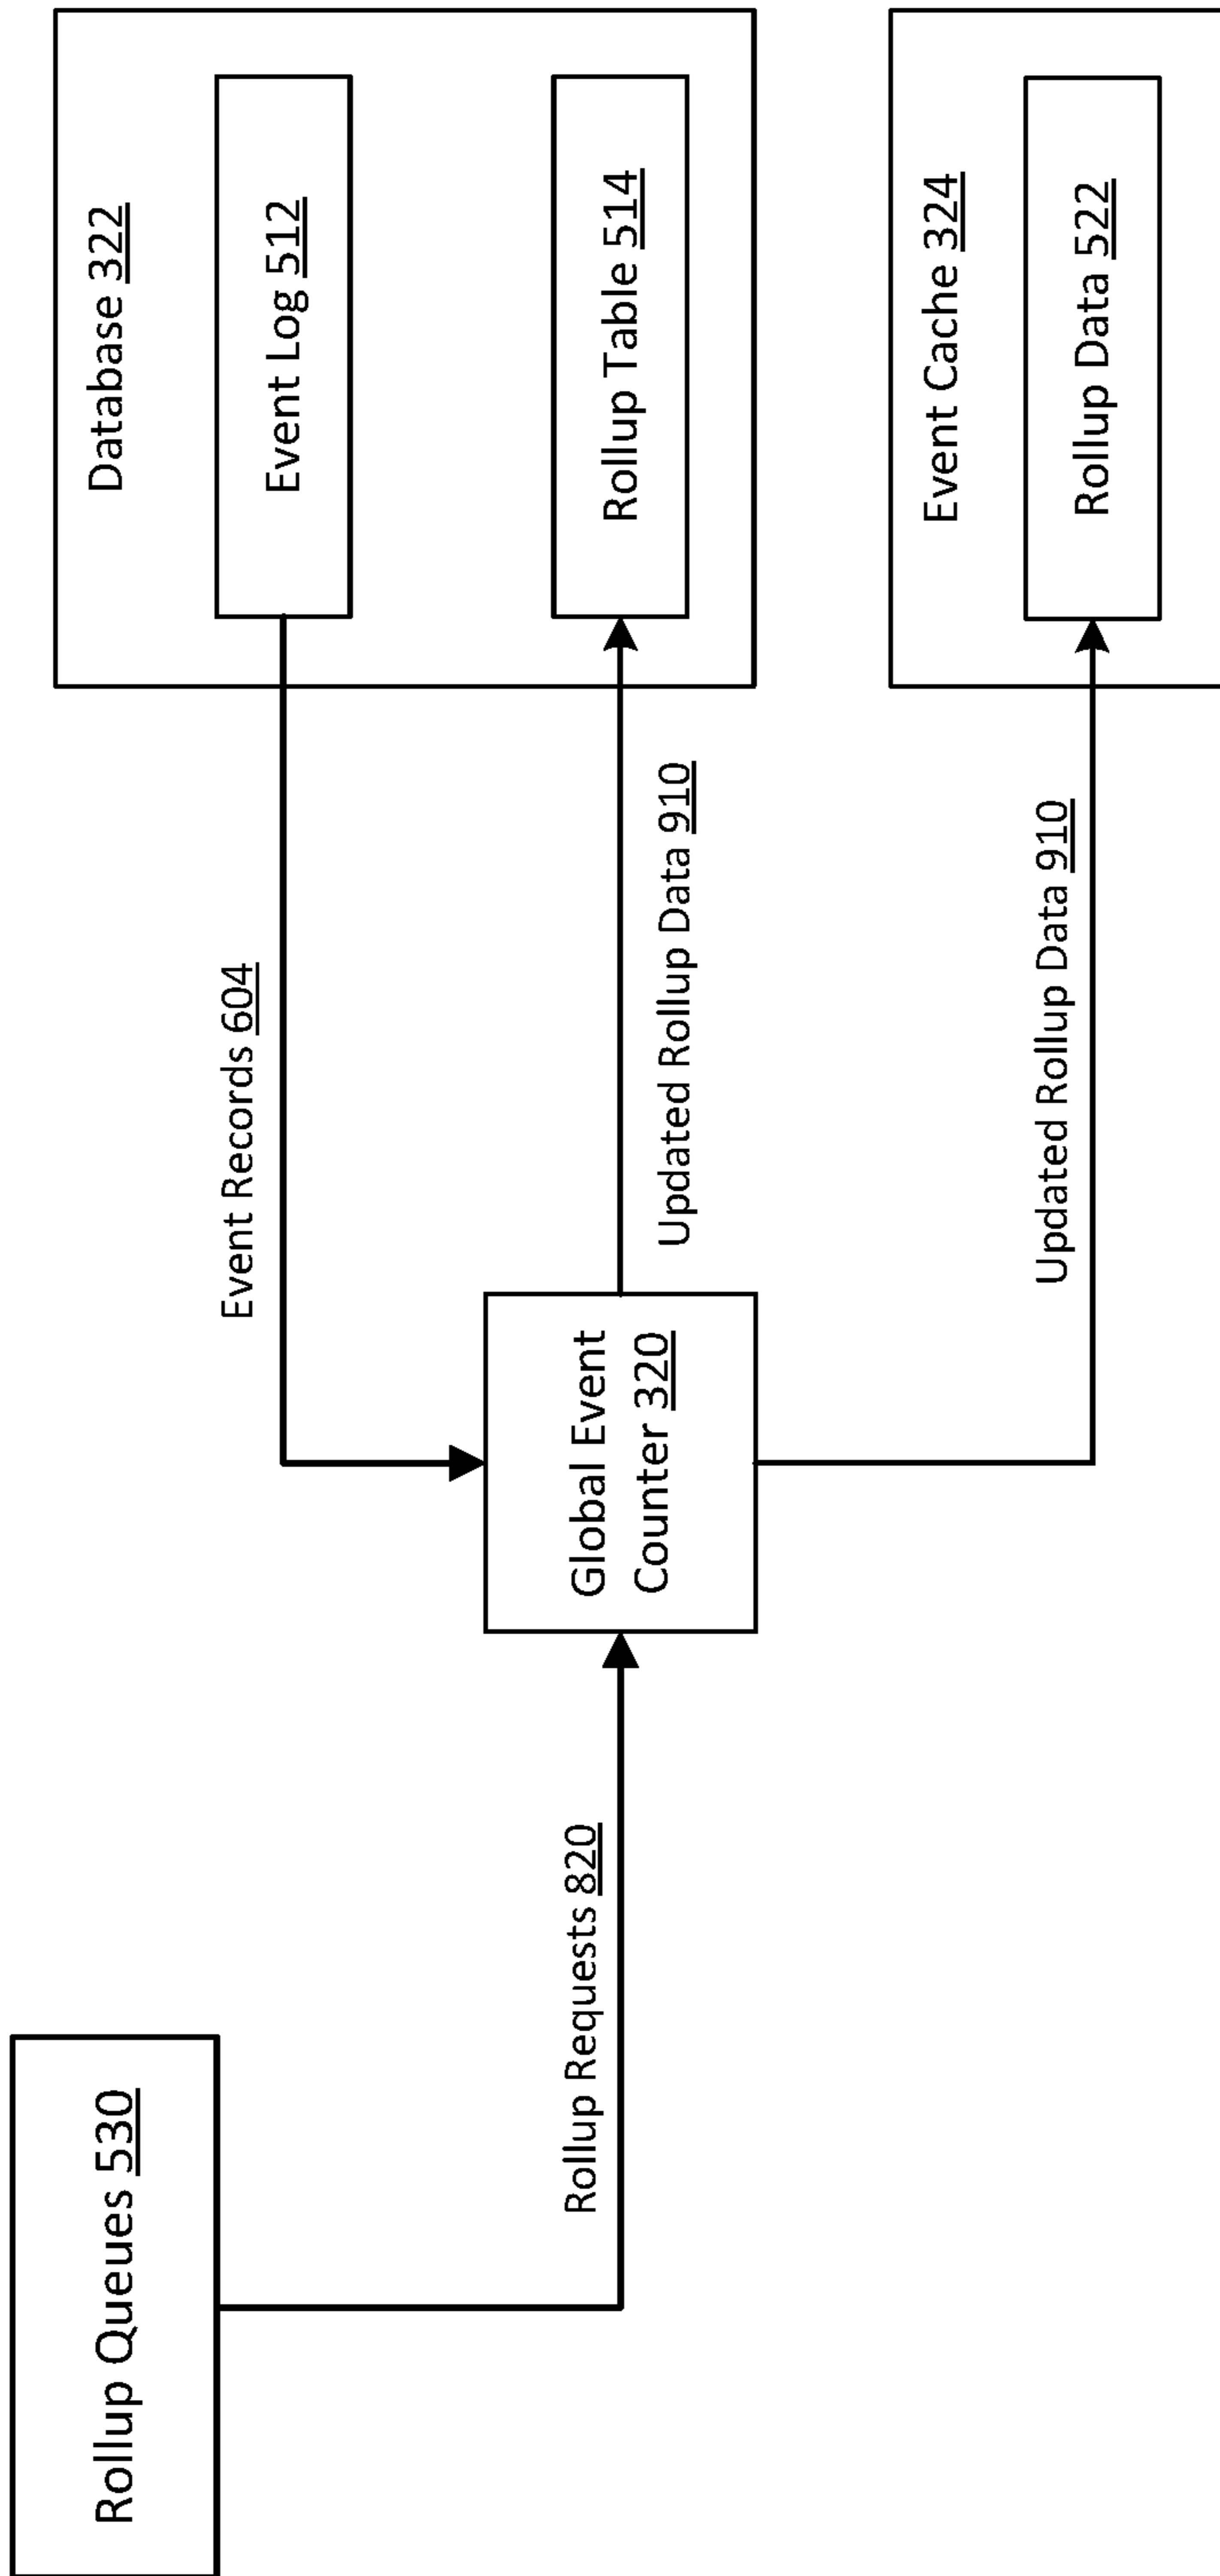 Rollup Queues 530
Rollup Requests 820
Global Event
Counter 320
Event Records 604
Updated Rollup Data 910
Updated Rollup Data 910
Database 322
Event Log 512
Rollup Table 514
Event Cache 324
Rollup Data 522